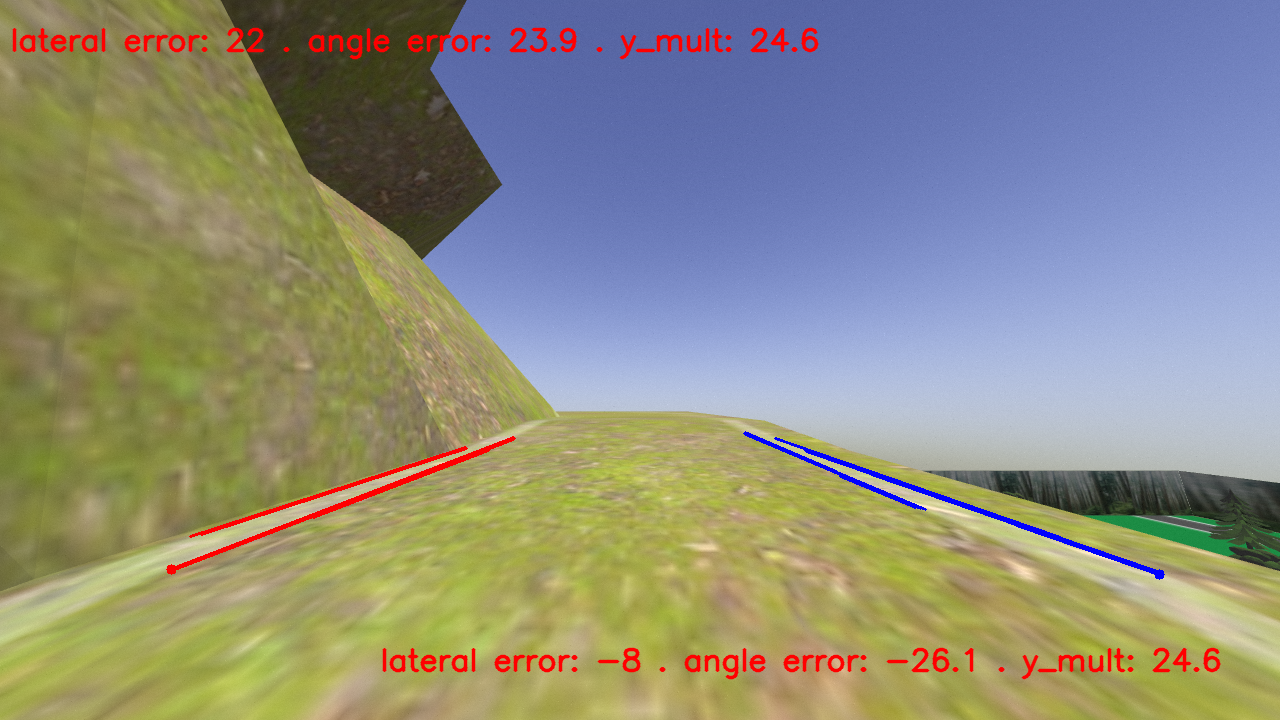 lateral error: 22 . angle error: 23.9 . y_mult: 24.6
lateral error: -8 . angle error: -26.1 . y_mult: 24.6